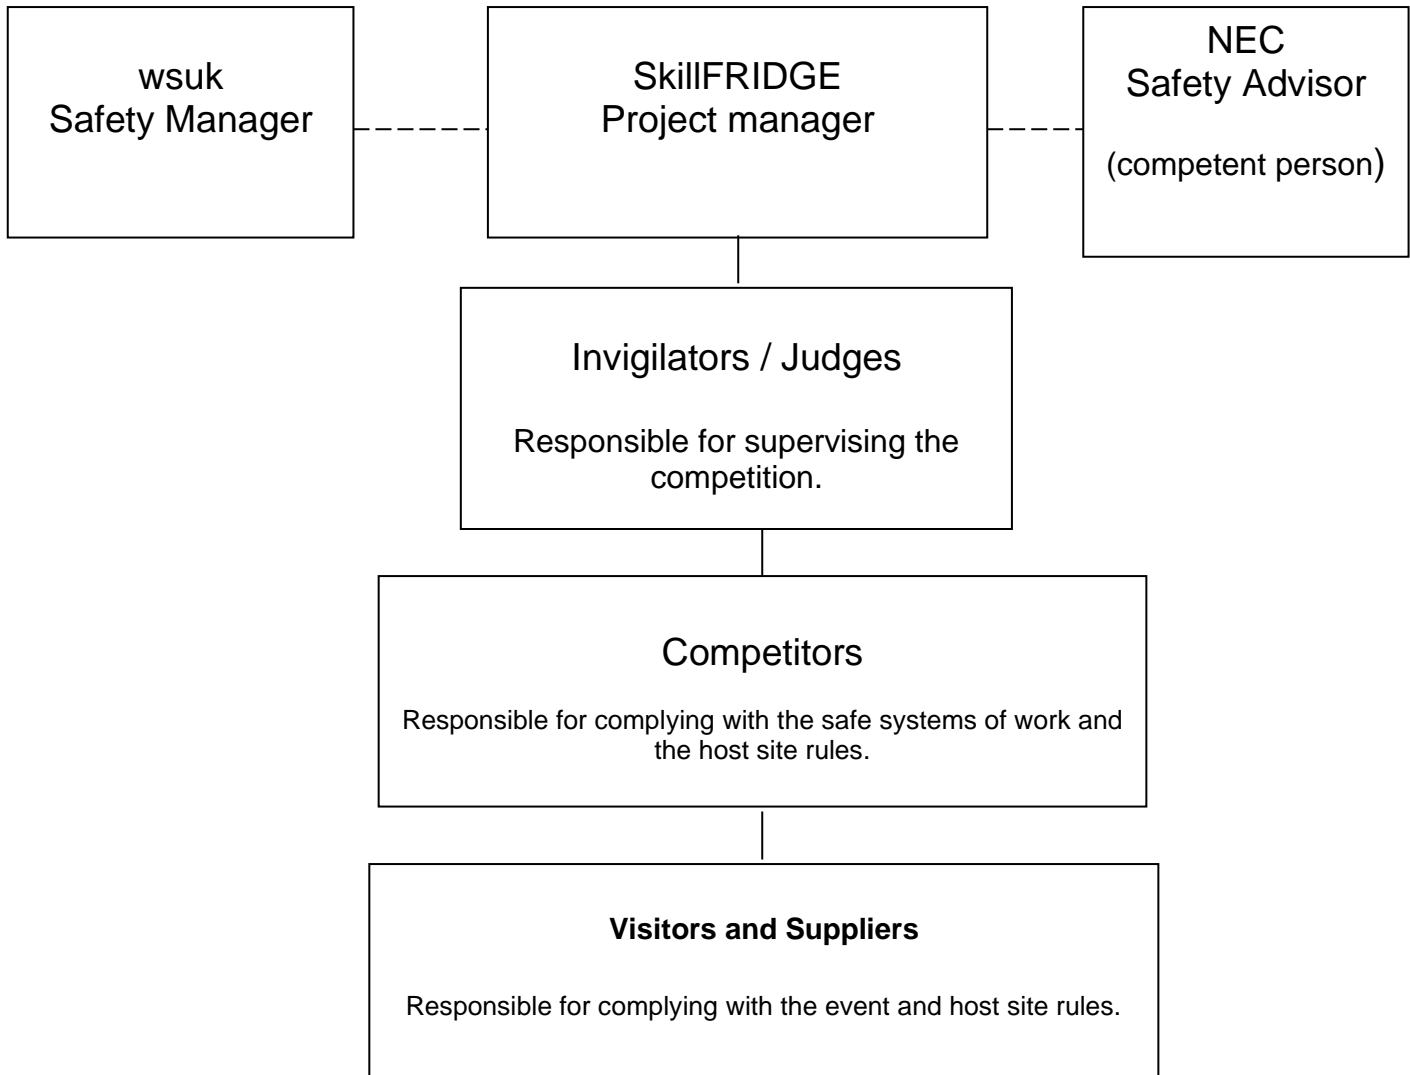 wsuk
Safety Manager
SkillFRIDGE
Project manager
NEC
Safety Advisor
(competent person)
Invigilators / Judges
Responsible for supervising the
competition.
Competitors
Responsible for complying with the safe systems of work and
the host site rules.
Visitors and Suppliers
Responsible for complying with the event and host site rules.